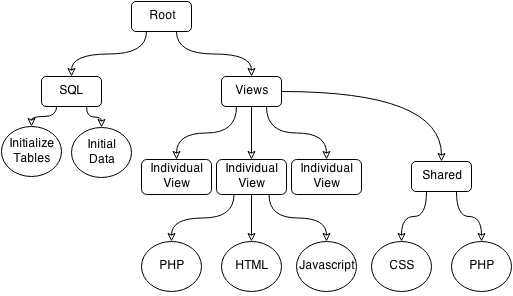 Root
SQL
Views
Initialize
Tables
Initial
Data
Individual
View
Individual
View
Individual
View
Shared
PHP
HTML
Javascript
CSS
PHP